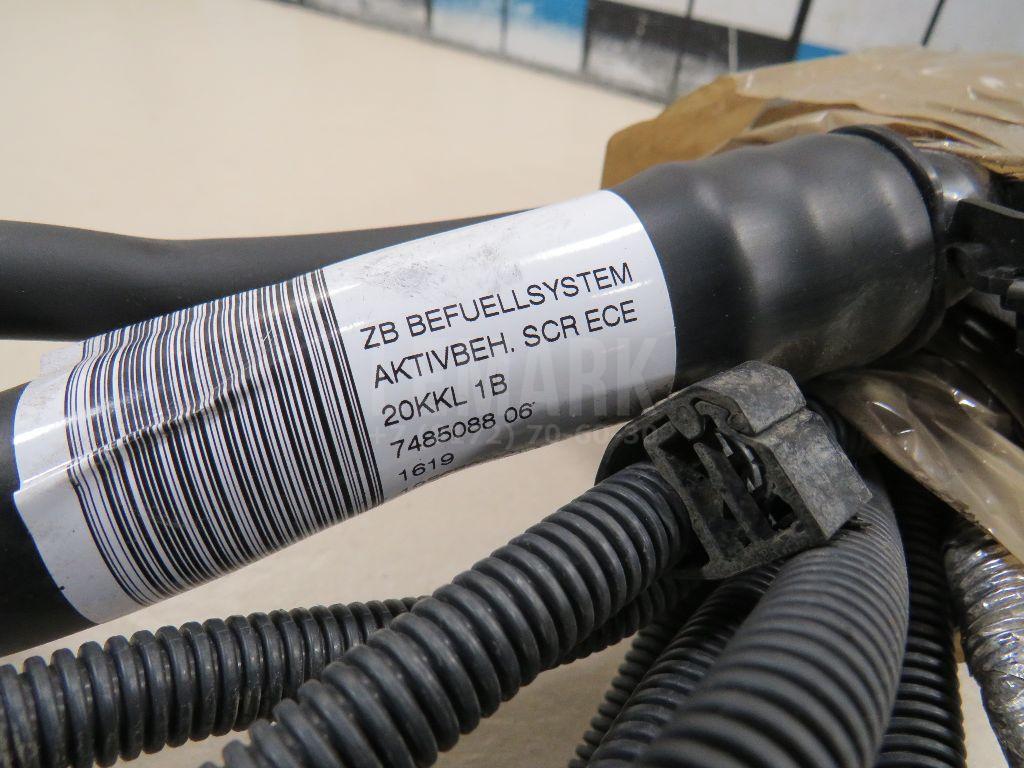 ZB BEFUELLSYSTEM
AKTIVBEH. SCR ECE
20KKL 1B
7485088 06
1619